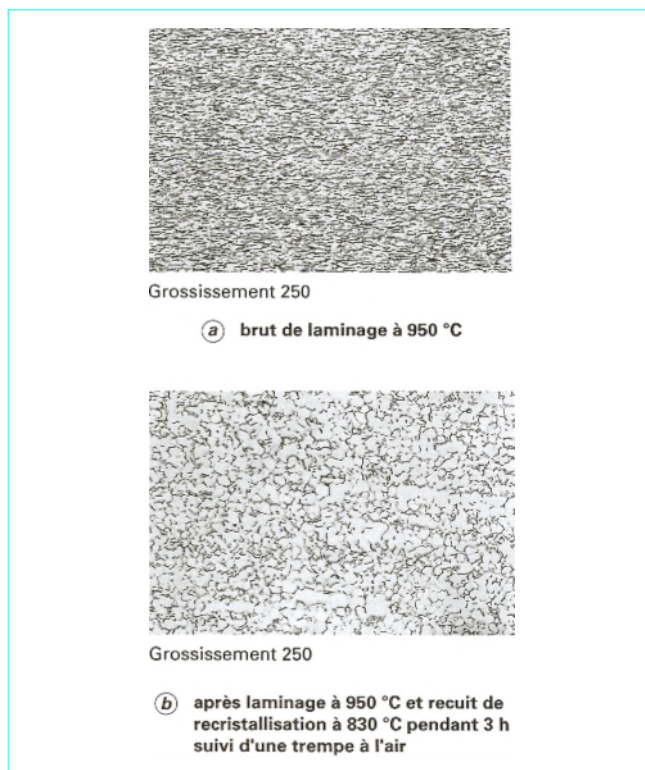 Grossissement 250
a brut de laminage à 950 °C
Grossissement 250
b après laminage à 950 °C et recuit de
recristallisation à 830 °C pendant 3 h
suivi d'une trempe à l'air